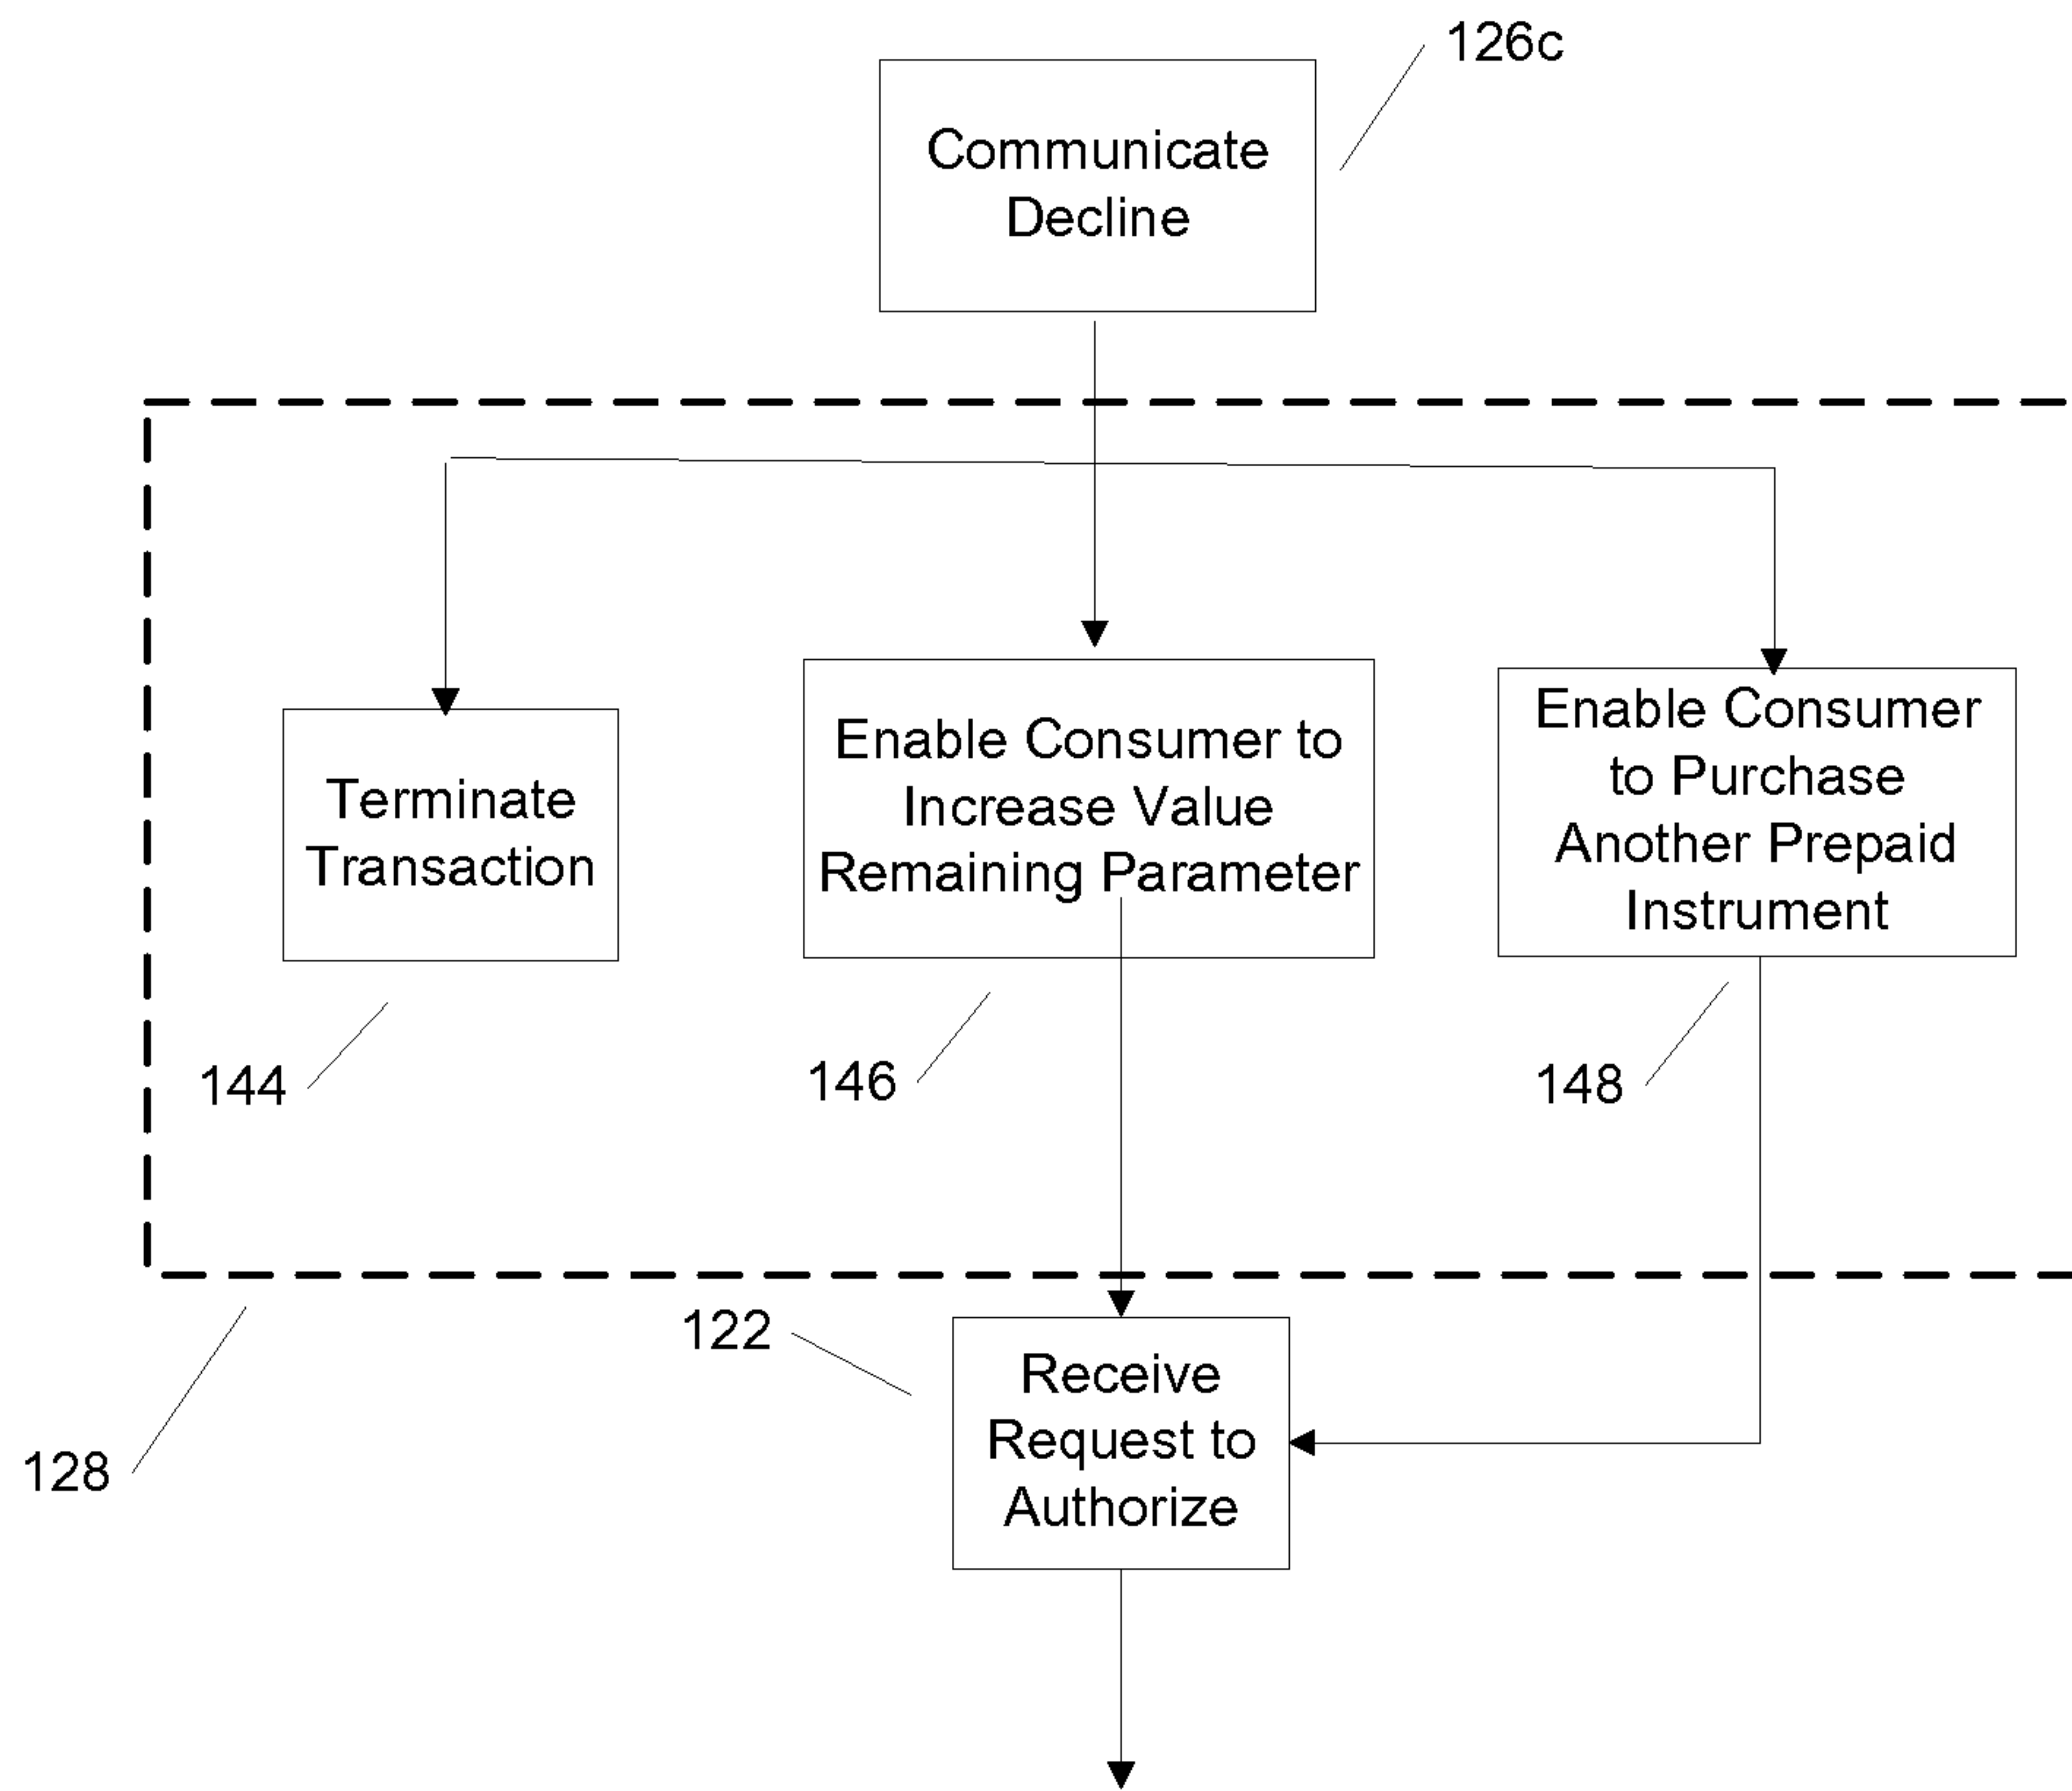 126c
Communicate
Decline
Terminate
Transaction
144
Enable Consumer to
Increase Value
Remaining Parameter
146
Enable Consumer
to Purchase
Another Prepaid
Instrument
148
128
122
Receive
Request to
Authorize